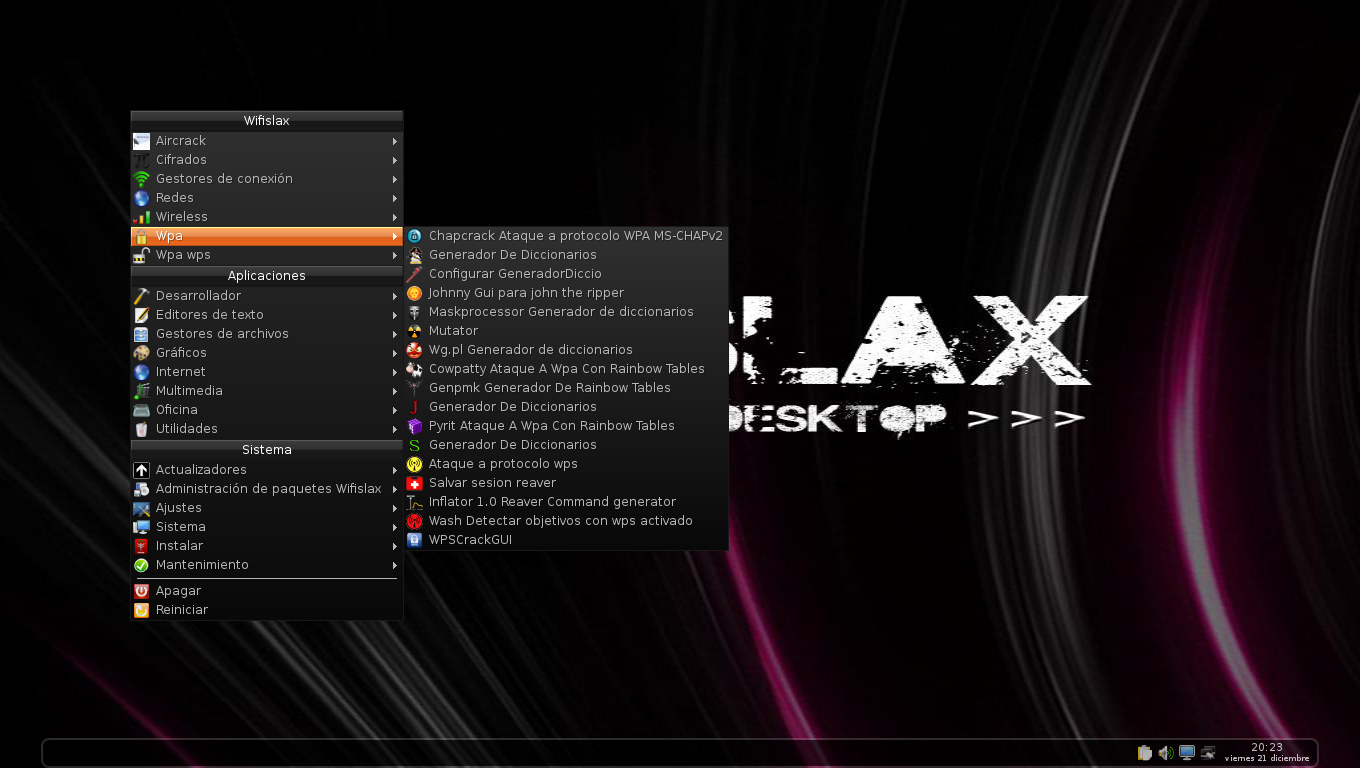 Wifislax
Aircrack
Cifrados
Gestores de conexión
Redes
Wireless
Wpa
Wpa wps
Aplicaciones
Desarrollador
Editores de texto
Gestores de archivos
Gráficos
Internet
Multimedia
Oficina
Utilidades
Sistema
Actualizadores
Administración de paquetes Wifislax
Ajustes
Sistema
Instalar
Mantenimiento
Apagar
Reiniciar
Chapcrack Ataque a protocolo WPA MS-CHAPv2
Generador De Diccionarios
Configurar GeneradorDiccio
Johnny Gui para john the ripper
Maskprocessor Generador de diccionarios
Mutator
Wg.pl Generador de diccionarios
Cowpatty Ataque A Wpa Con Rainbow Tables
Genpmk Generador De Rainbow Tables
Generador De Diccionarios
Pyrit Ataque A Wpa Con Rainbow Tables
Generador De Diccionarios
Ataque a protocolo wps
Salvar sesion reaver
Inflator 1.0 Reaver Command generator
Wash Detectar objetivos con wps activado
WPSCrackGUI
LAX
DESKTOP >>>
20:23
viernes 21 diciembre